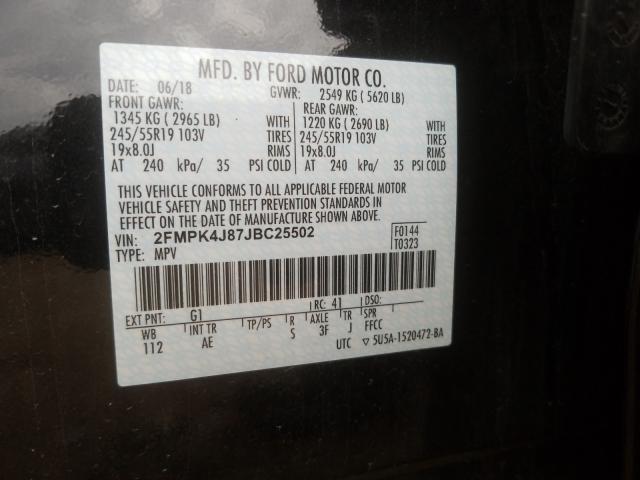 MFD. BY FORD MOTOR CO.
DATE: 06/18 GVWR: 2549 KG ( 5620 LB)
FRONT GAWR: REAR GAWR:
1345 KG ( 2965 LB) WITH 1220 KG ( 2690 LB) WITH
245/55R19 103V TIRES 245/55R19 103V TIRES
19x8.0J RIMS 19x8.0J RIMS
AT 240 kPa/ 35 PSI COLD AT 240 kPa/ 35 PSI COLD
THIS VEHICLE CONFORMS TO ALL APPLICABLE FEDERAL MOTOR
VEHICLE SAFETY AND THEFT PREVENTION STANDARDS IN
EFFECT ON THE DATE OF MANUFACTURE SHOWN ABOVE.
VIN: 2FMPK4J87JBC25502 F0144
TYPE: MPV T0323
EXT PNT: G1 RC: 41 DSO:
WB INT TR TP/PS R AXLE TR SPR
112 AE S 3F J FFCC
UTC ▽ 5U5A-1520472-BA